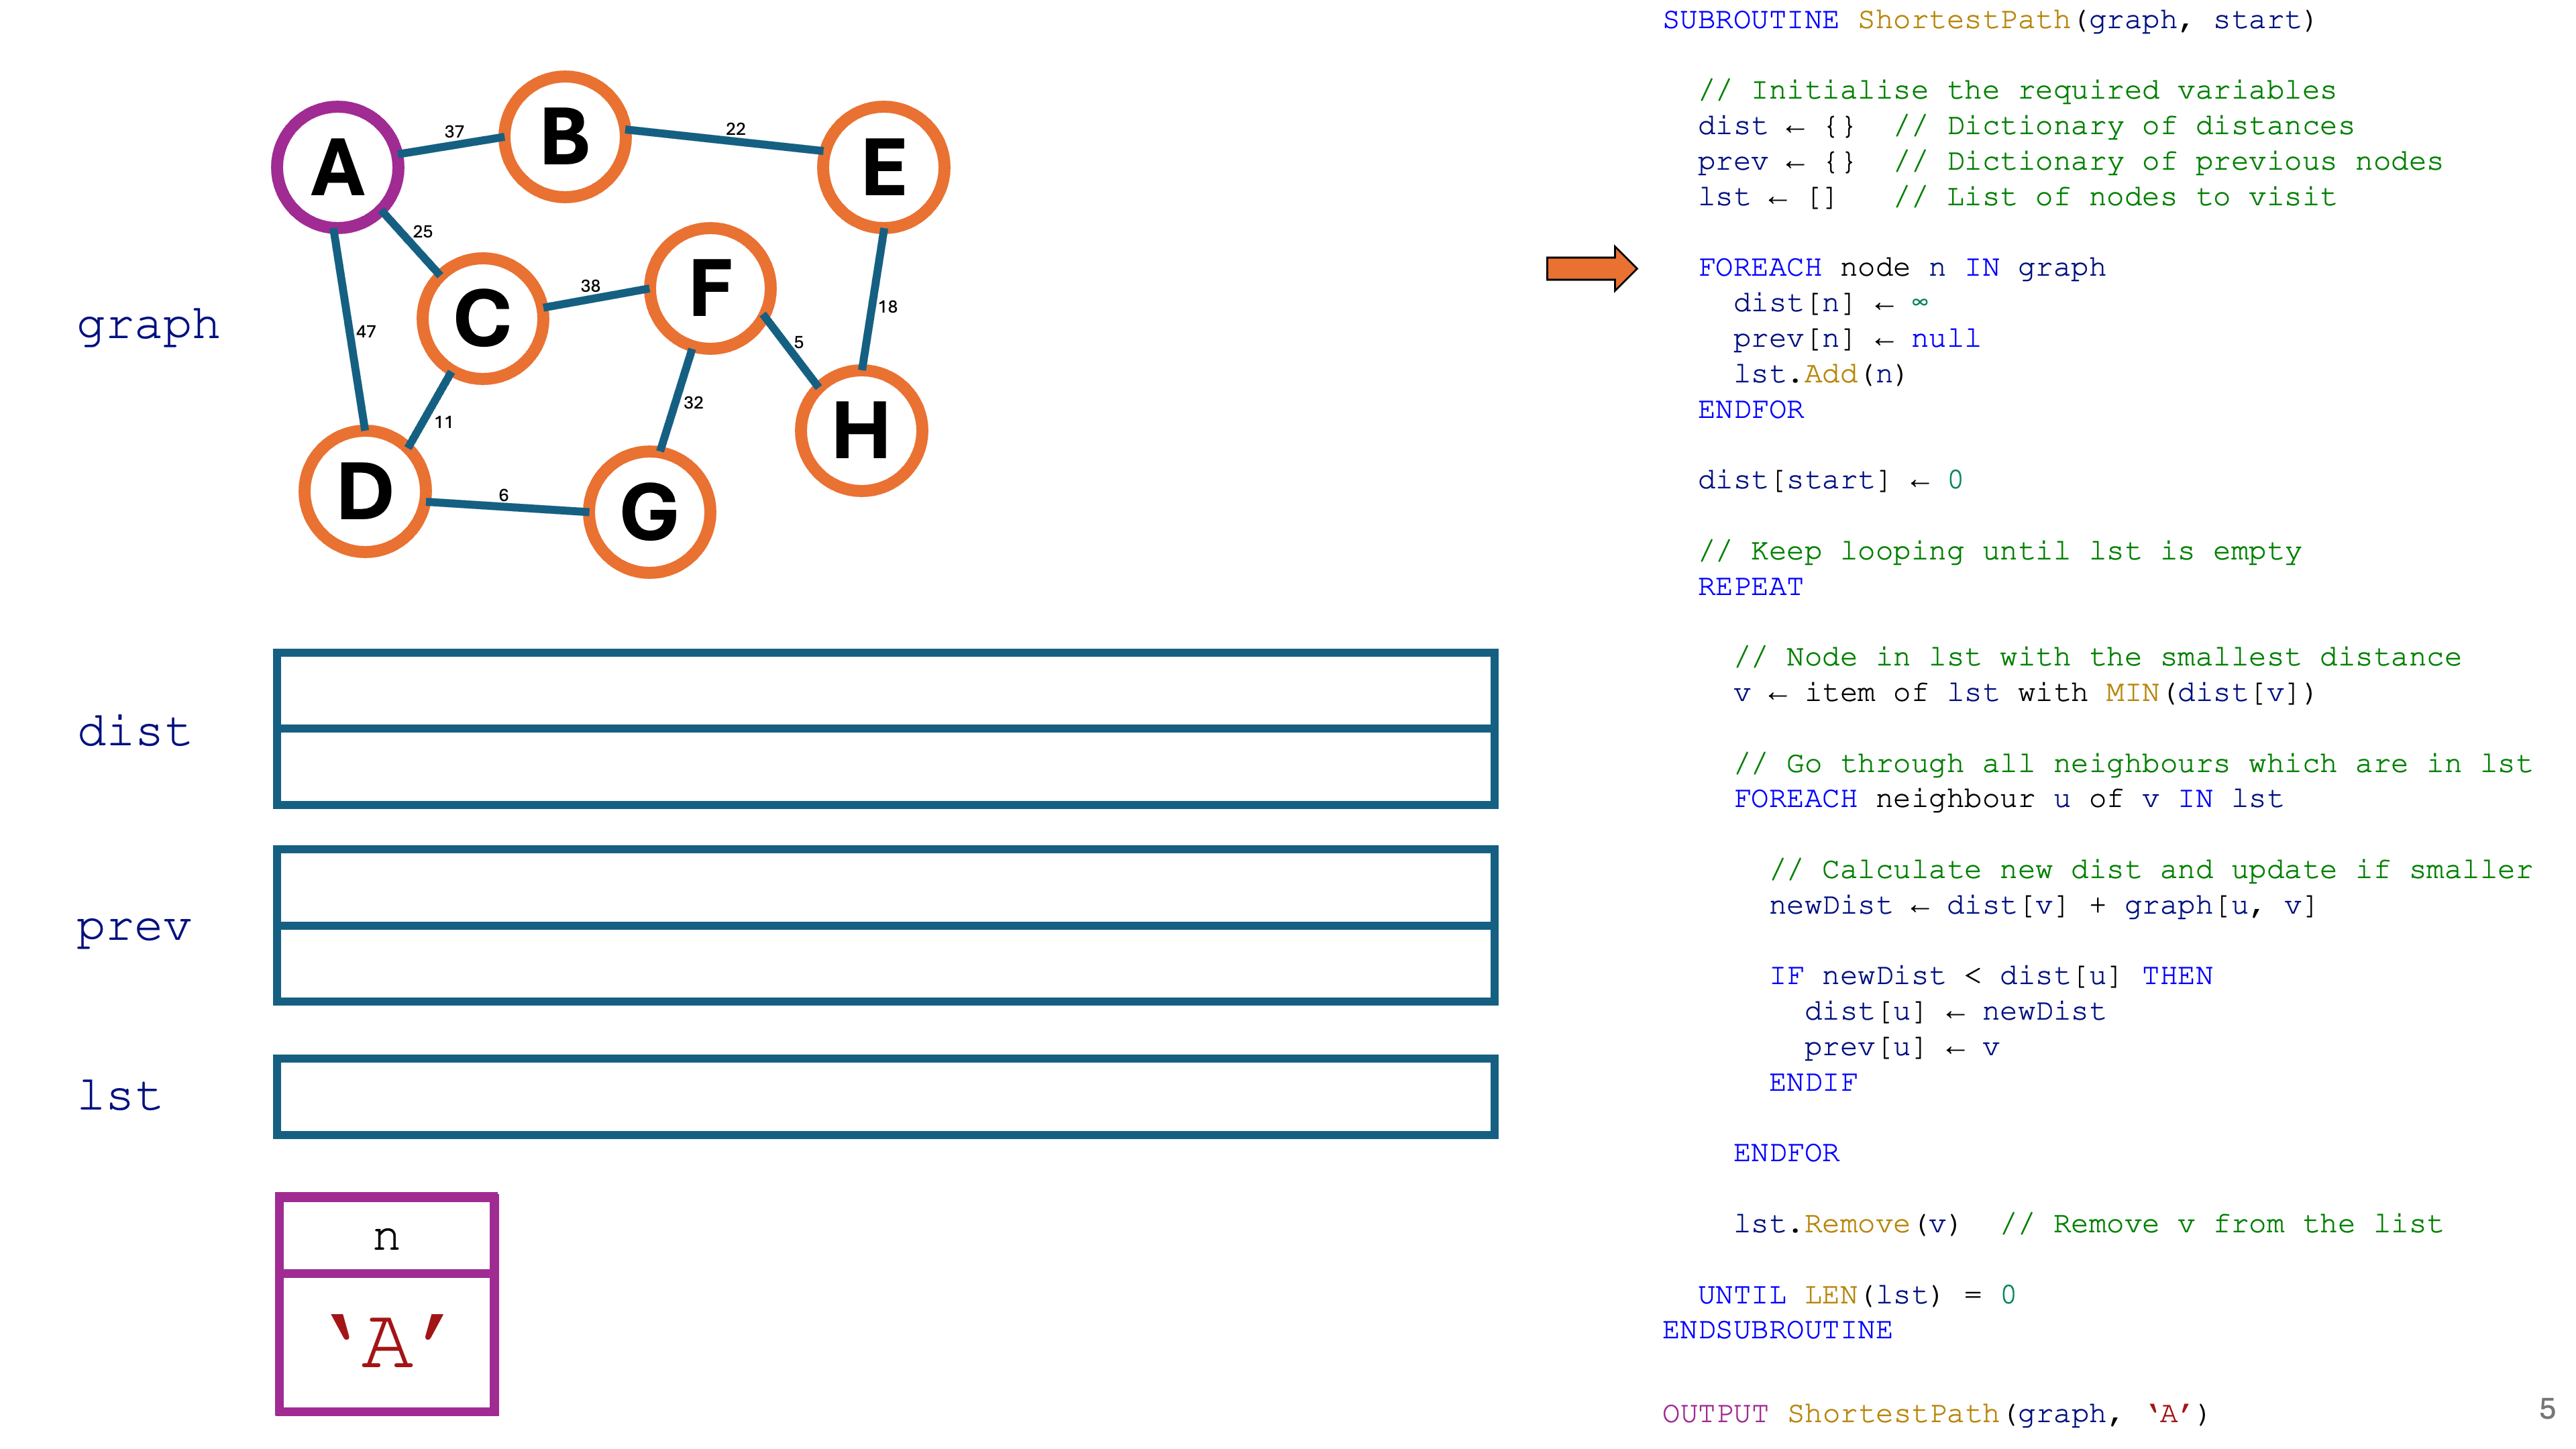 graph
A
B
E
C
F
H
D
G
37
22
25
38
18
47
5
11
32
6
dist
prev
lst
n
‘A’
SUBROUTINE ShortestPath(graph, start)
// Initialise the required variables
dist ← {}  // Dictionary of distances
prev ← {}  // Dictionary of previous nodes
lst ← []   // List of nodes to visit
FOREACH node n IN graph
dist[n] ← ∞
prev[n] ← null
lst.Add(n)
ENDFOR
dist[start] ← 0
// Keep looping until lst is empty
REPEAT
// Node in lst with the smallest distance
v ← item of lst with MIN(dist[v])
// Go through all neighbours which are in lst
FOREACH neighbour u of v IN lst
// Calculate new dist and update if smaller
newDist ← dist[v] + graph[u, v]
IF newDist < dist[u] THEN
dist[u] ← newDist
prev[u] ← v
ENDIF
ENDFOR
lst.Remove(v)  // Remove v from the list
UNTIL LEN(lst) = 0
ENDSUBROUTINE
OUTPUT ShortestPath(graph, ‘A’)
5